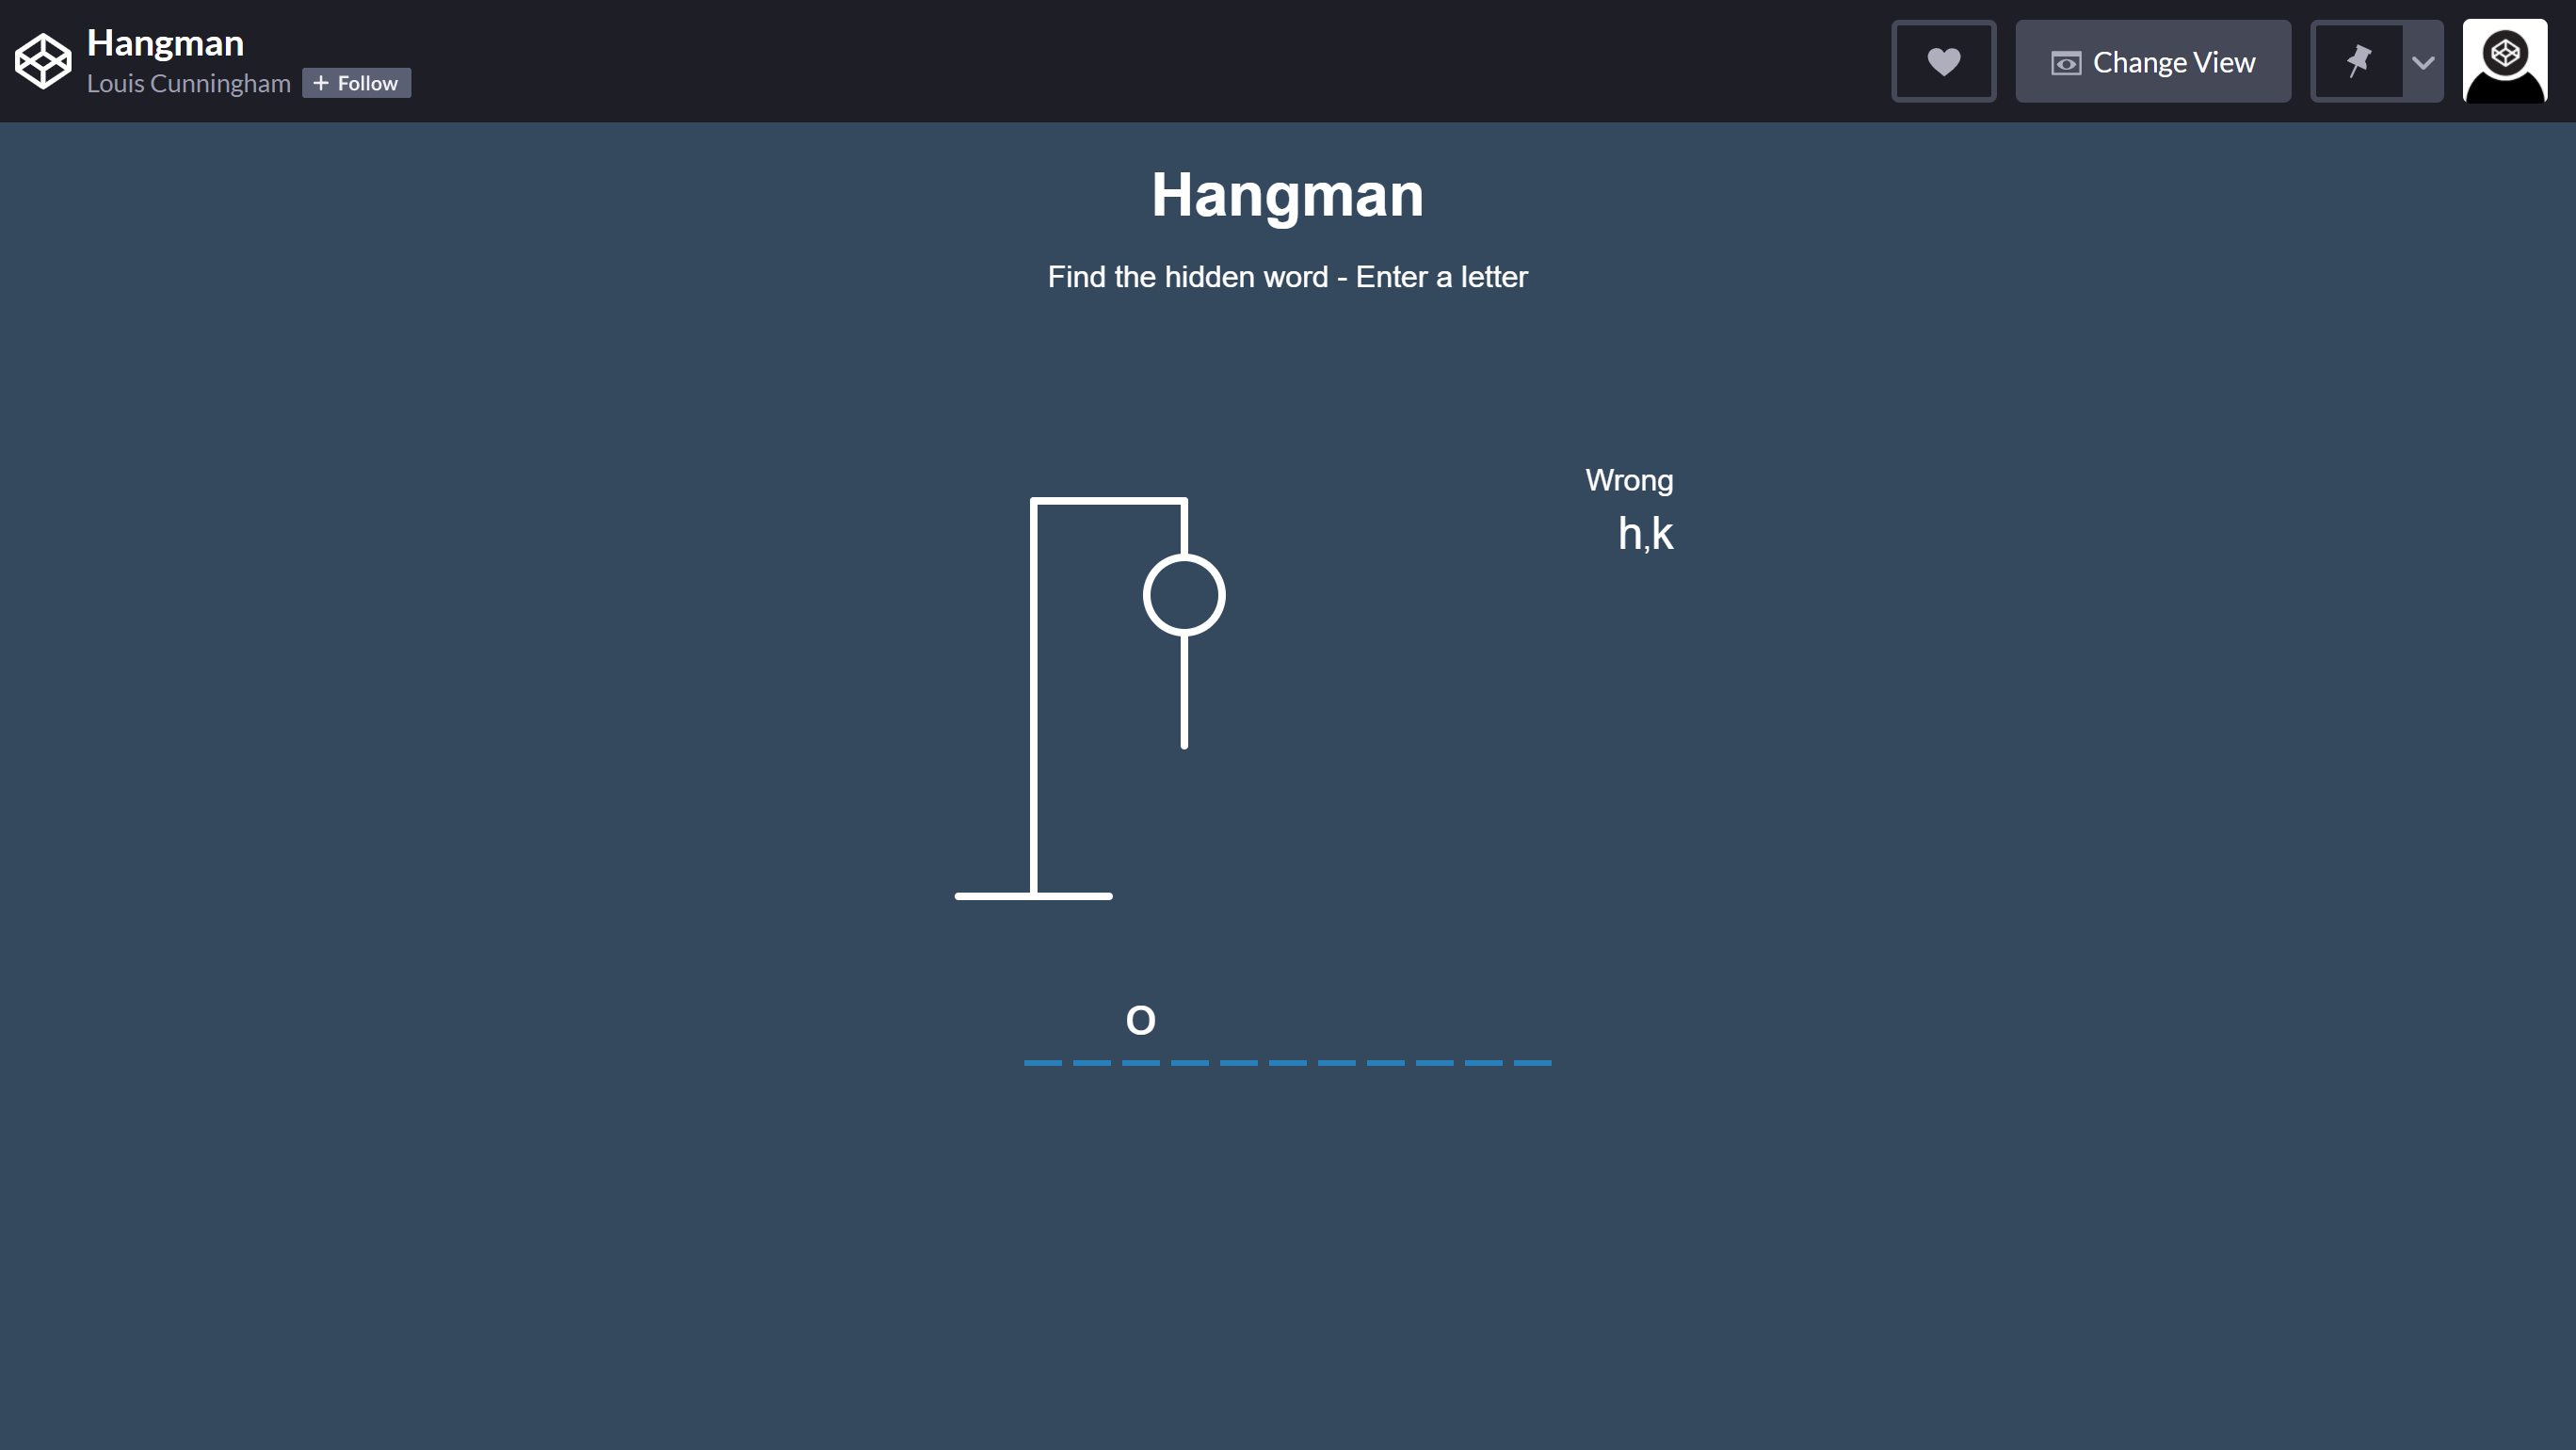 Hangman
Louis Cunningham + Follow
Change View
Hangman
Find the hidden word - Enter a letter
Wrong
h,k
o